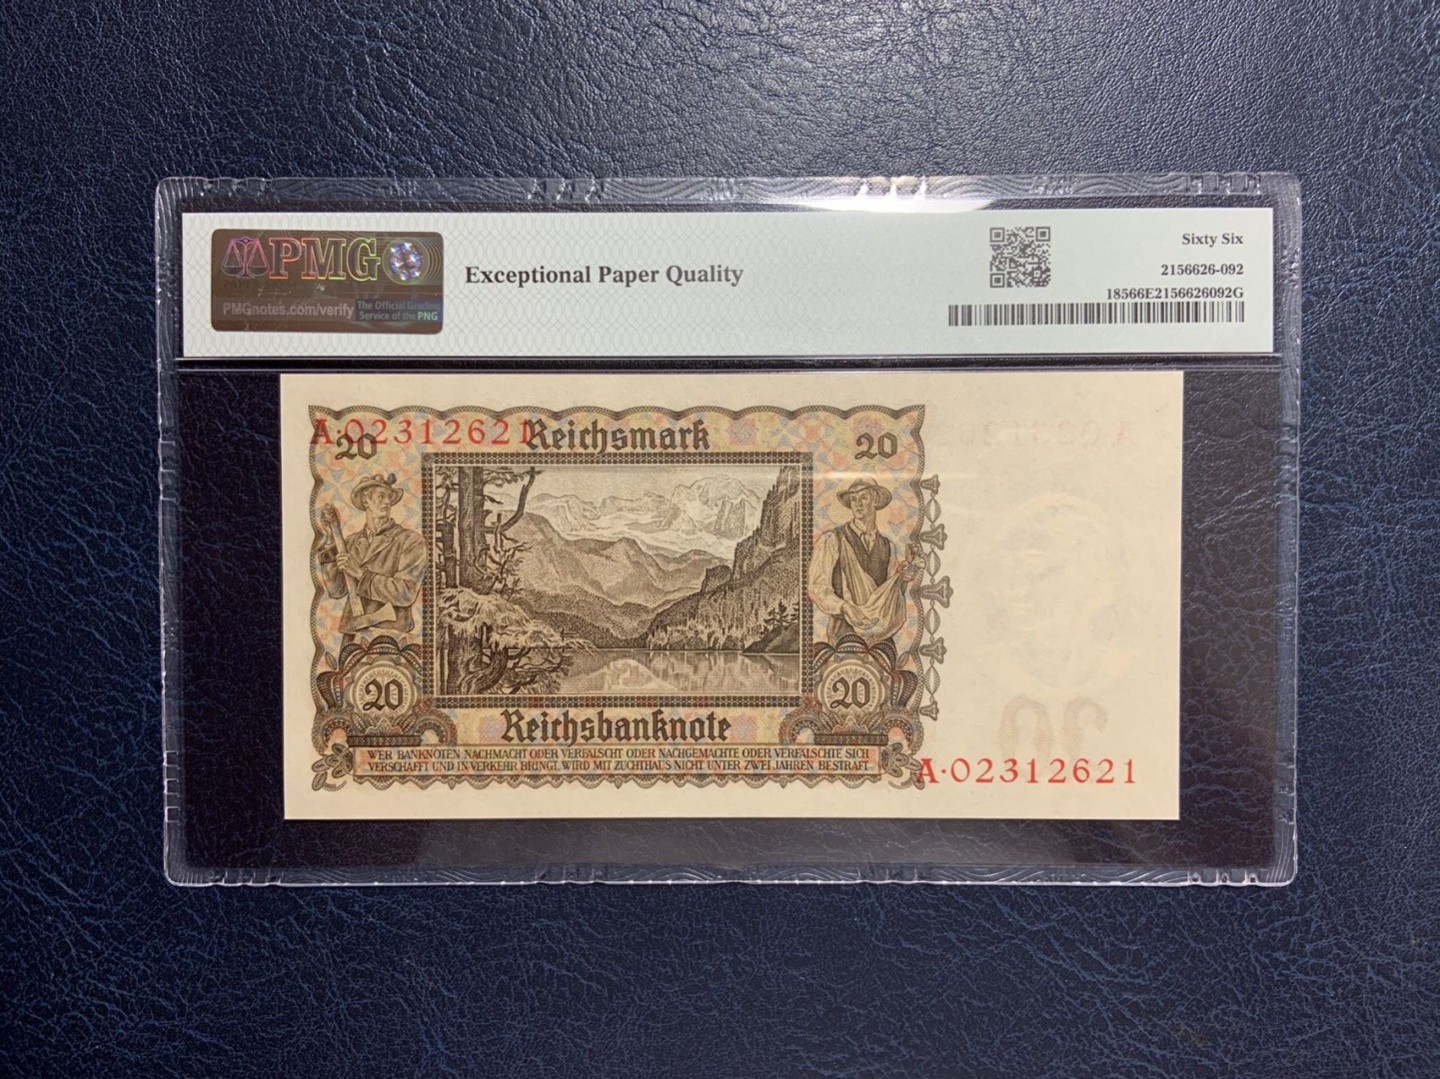 PMG
PMGnotes.com/verify
The Official Grading
Service of the PNG
Exceptional Paper Quality
Sixty Six
2156626-092
18566E2156626092G
A·02312621
20 Reichsmark 20
20 20
Reichsbanknote
WER BANKNOTEN NACHMACHT ODER VERFÄLSCHT ODER NACHGEMACHTE ODER VERFÄLSCHTE SICH
VERSCHAFFT UND IN VERKEHR BRINGT, WIRD MIT ZUCHTHAUS NICHT UNTER ZWEI JAHREN BESTRAFT
A·02312621